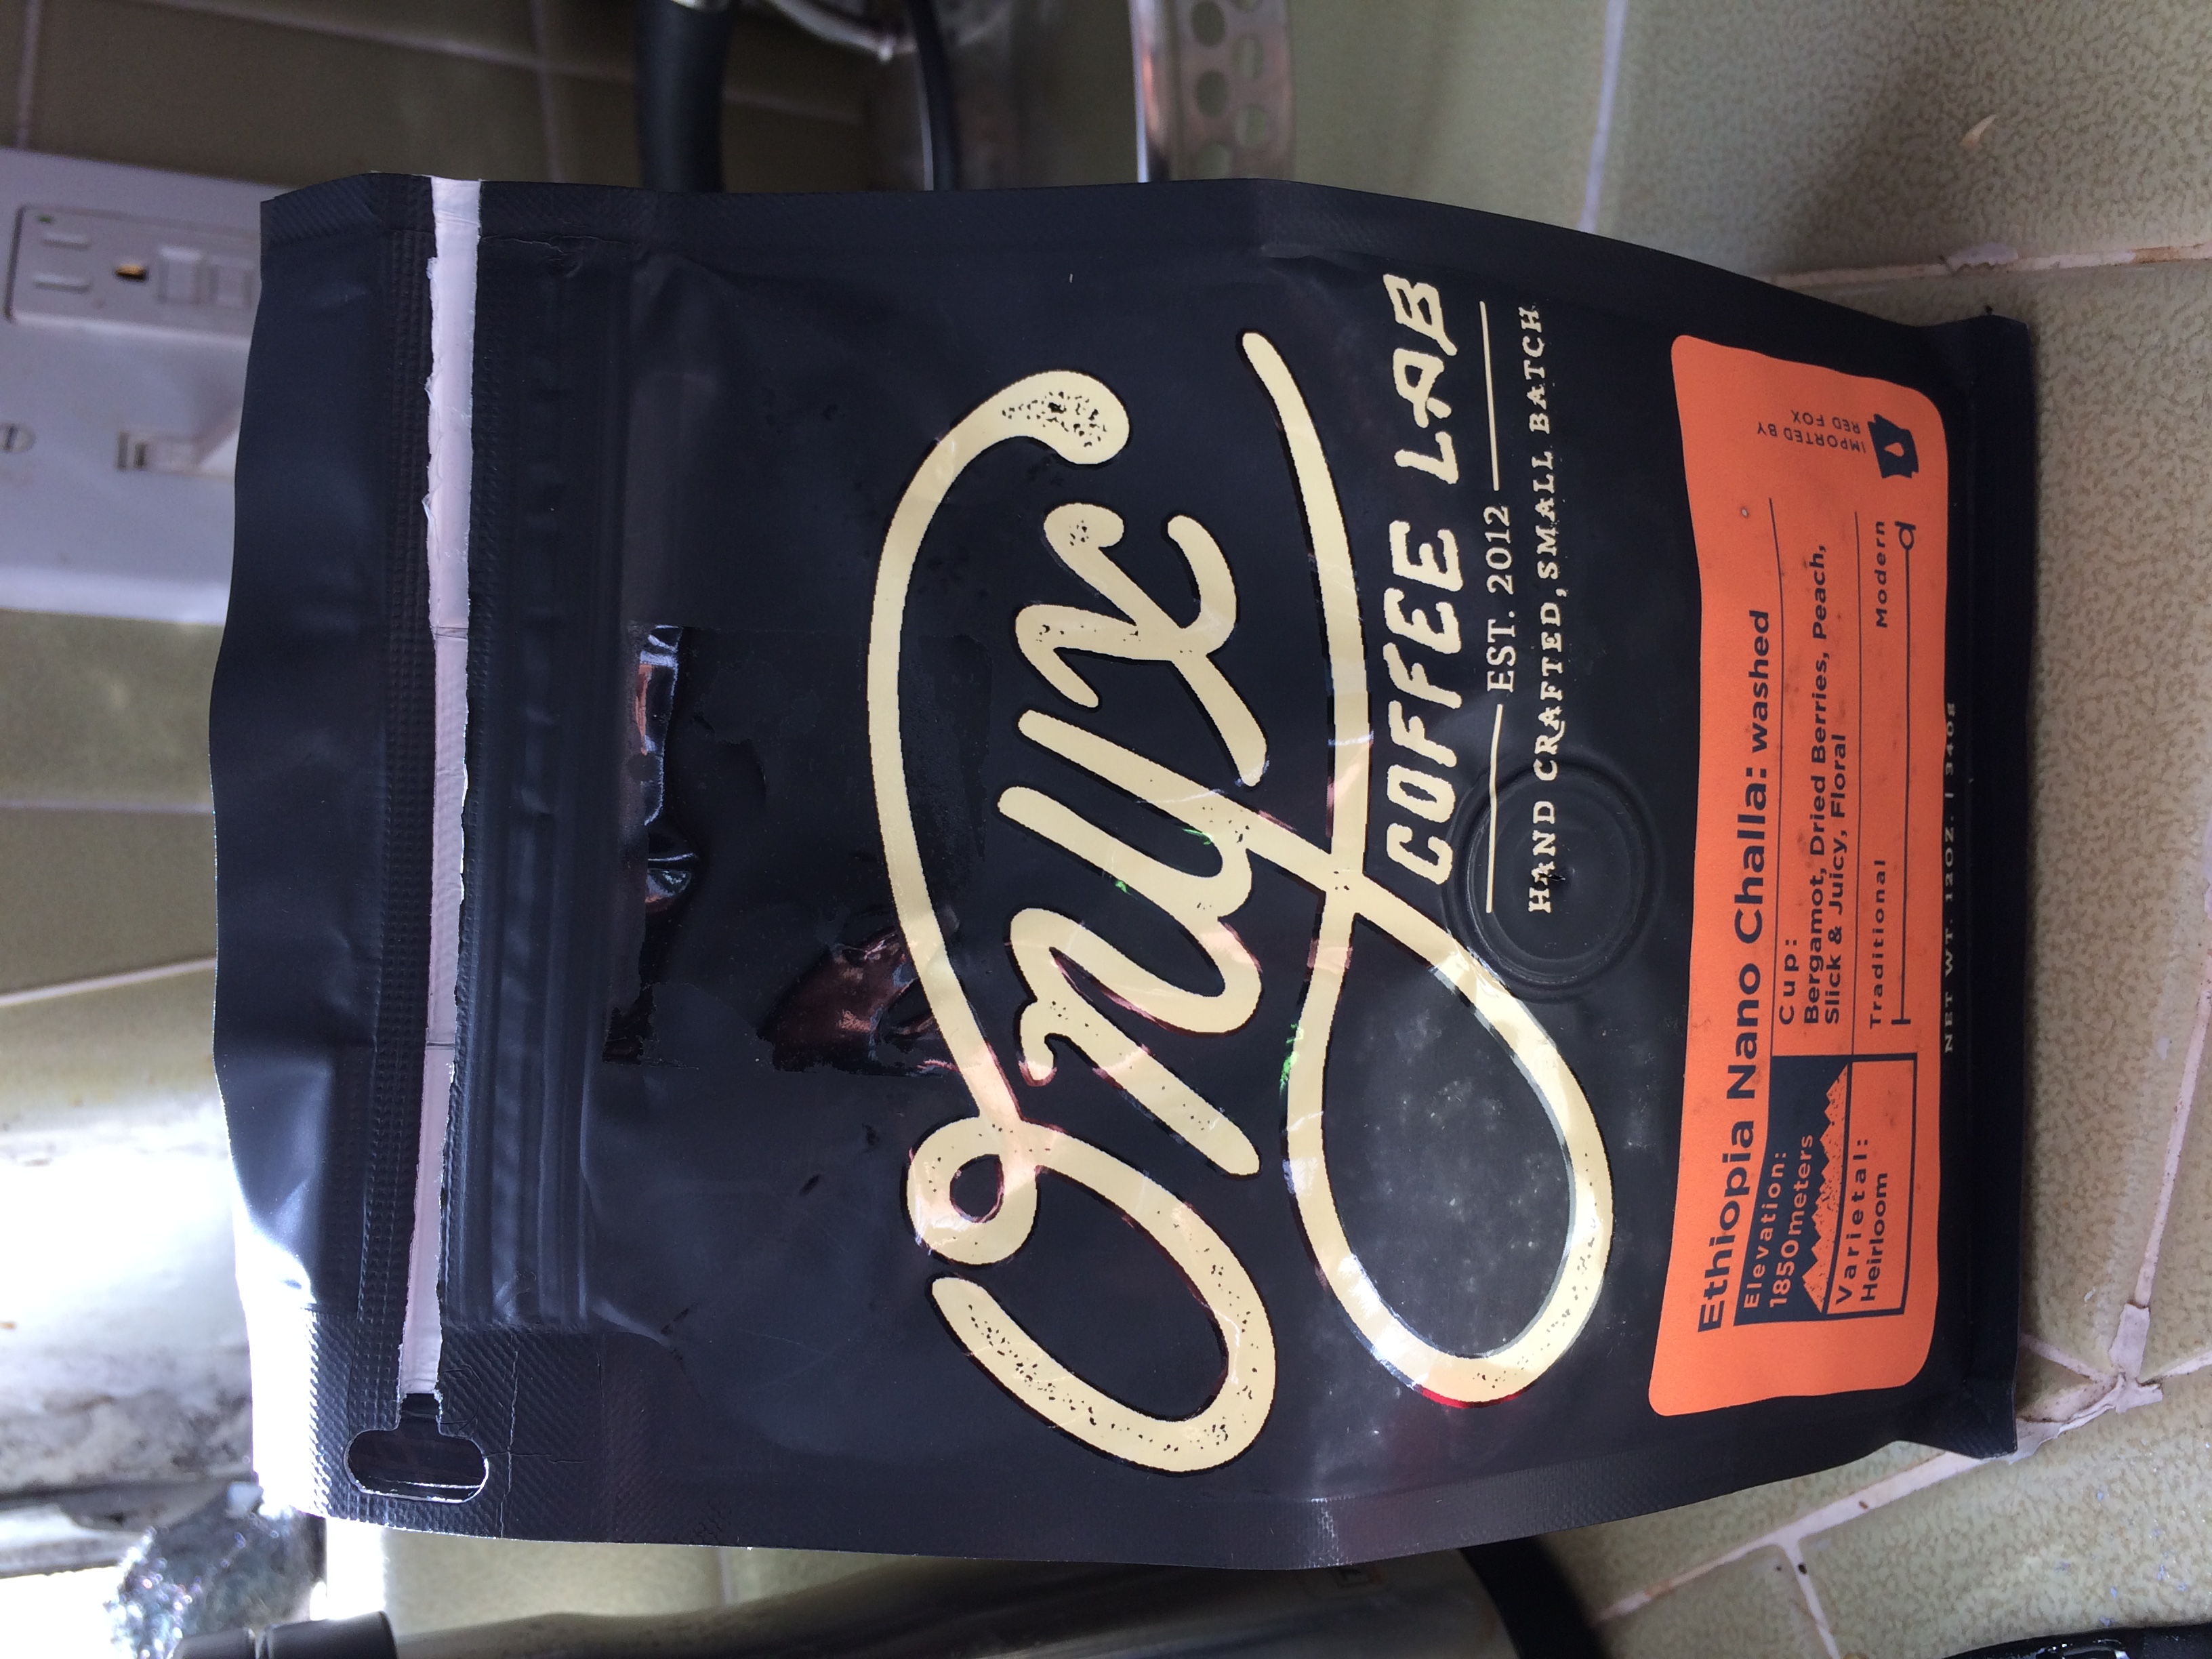 Onyx
COFFEE LAB
EST. 2012
HAND CRAFTED, SMALL BATCH
Ethiopia Nano Challa: washed
Elevation:
1850meters
Varietal:
Heirloom
Cup:
Bergamot, Dried Berries, Peach,
Slick & Juicy, Floral
Traditional Modern
IMPORTED BY
RED FOX
NET WT. 12OZ. | 340g